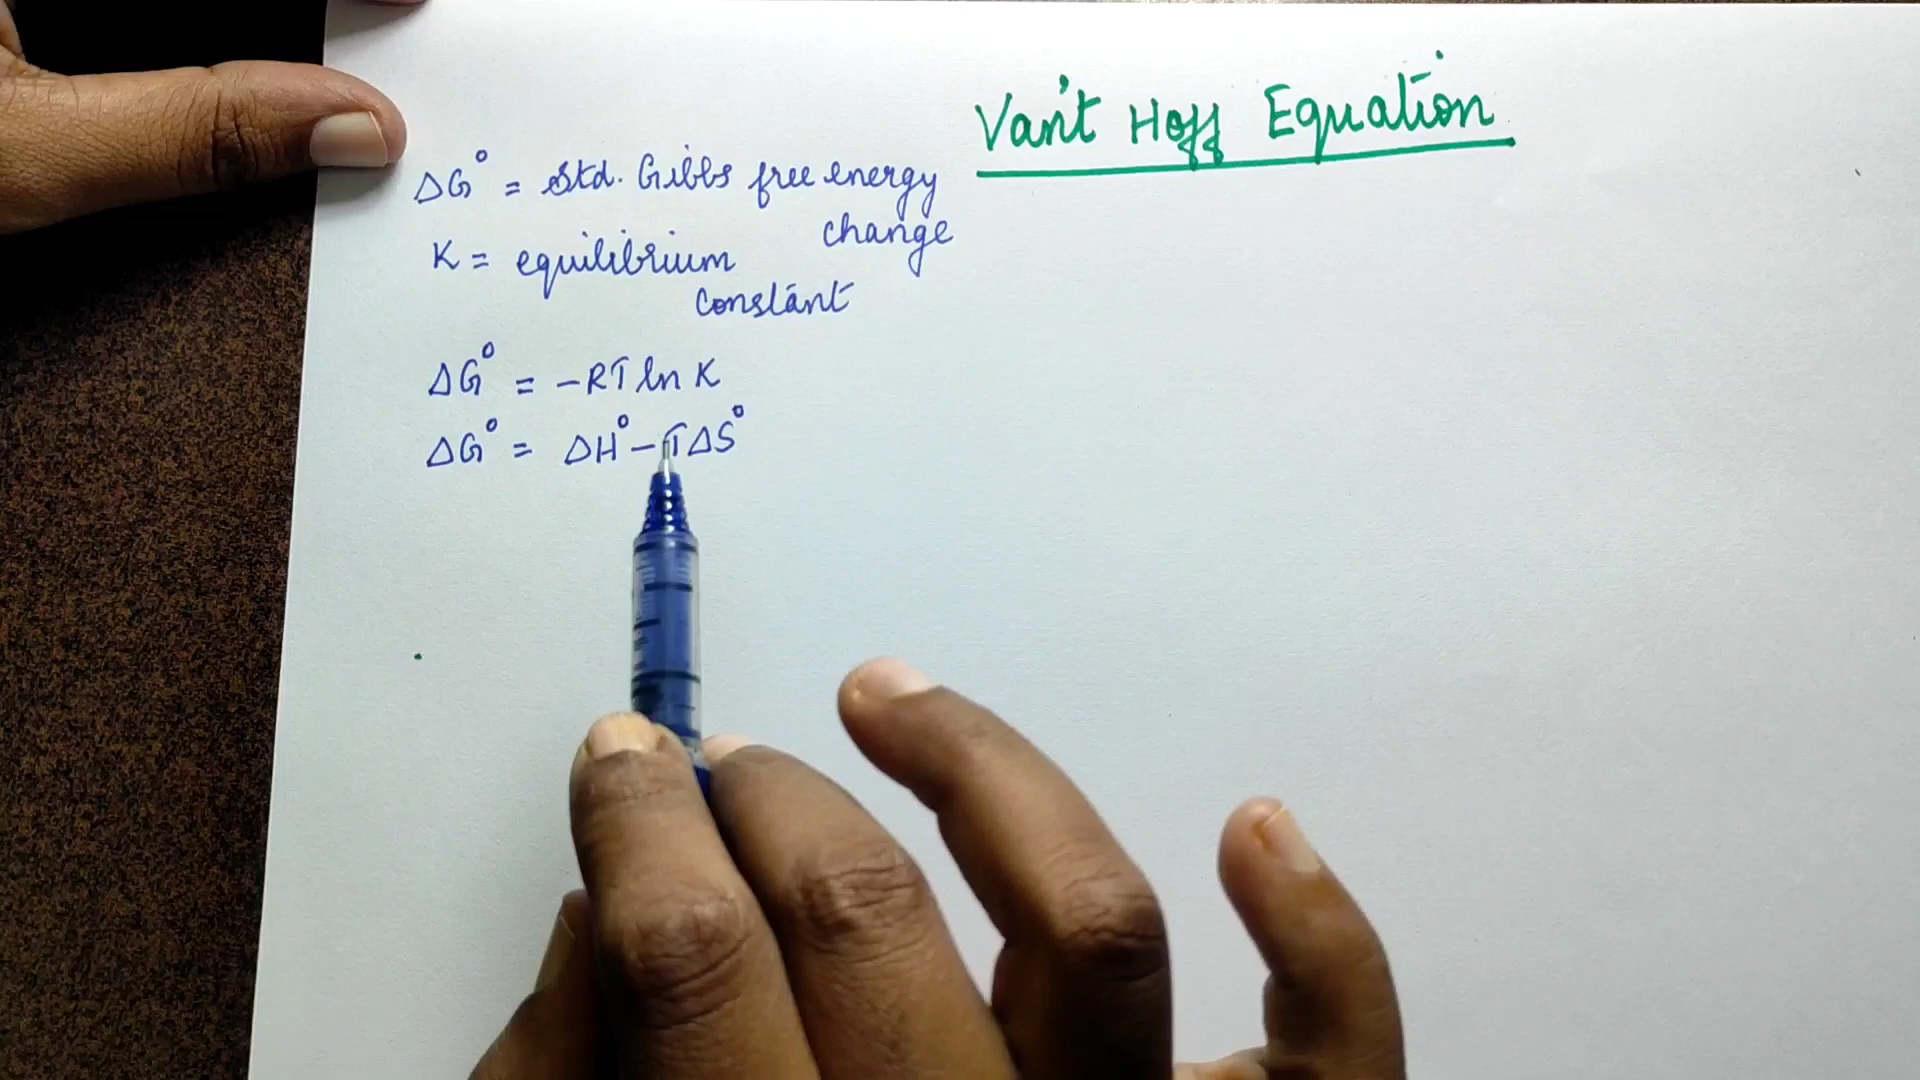 Van't Hoff Equation
ΔG° = Std. Gibbs free energy
change
K = equilibrium
constant
ΔG° = -RT ln K
ΔG° = ΔH° - TΔS°